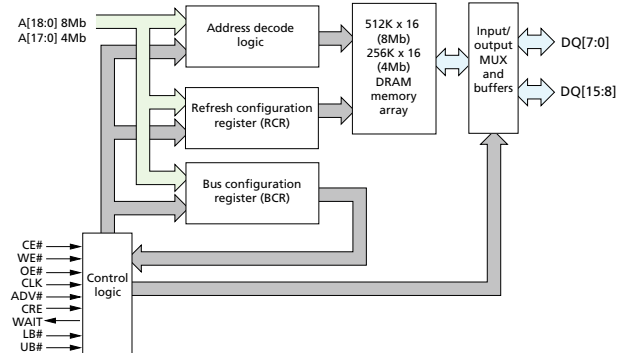 A[18:0] 8Mb
A[17:0] 4Mb
Address decode
logic
512K x 16
(8Mb)
256K x 16
(4Mb)
DRAM
memory
array
Input/
output
MUX
and
buffers
DQ[7:0]
DQ[15:8]
Refresh configuration
register (RCR)
Bus configuration
register (BCR)
CE#
WE#
OE#
CLK
ADV#
CRE
WAIT
LB#
UB#
Control
logic